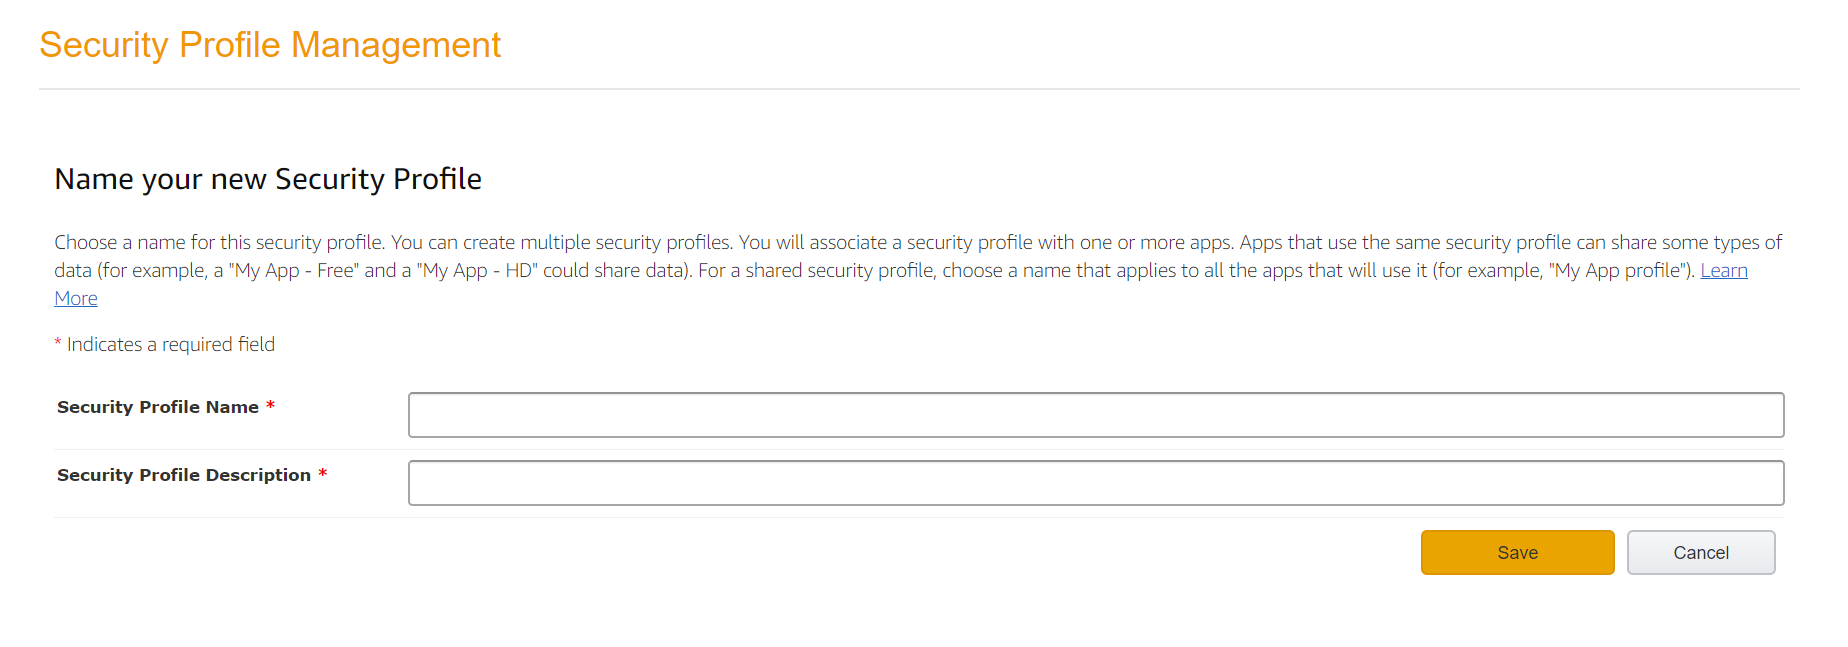 Security Profile Management
Name your new Security Profile
Choose a name for this security profile. You can create multiple security profiles. You will associate a security profile with one or more apps. Apps that use the same security profile can share some types of
data (for example, a "My App - Free" and a "My App - HD" could share data). For a shared security profile, choose a name that applies to all the apps that will use it (for example, "My App profile"). Learn
More
* Indicates a required field
Security Profile Name *
Security Profile Description *
Save Cancel